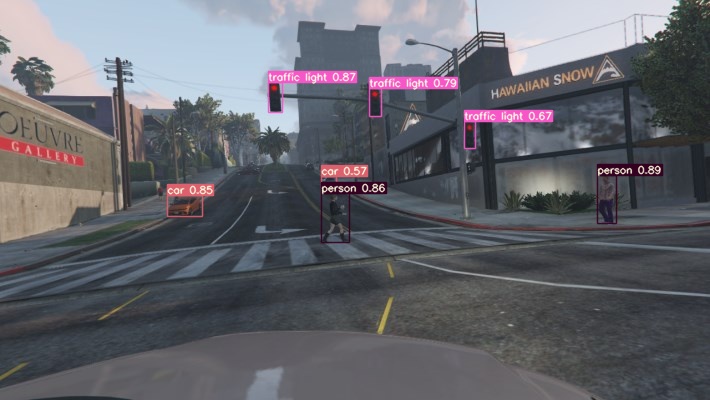 traffic light 0.87
traffic light 0.79
HAWAIIAN SNOW
traffic light 0.67
OEUVRE
GALLERY
car 0.57
person 0.89
car 0.85
person 0.86